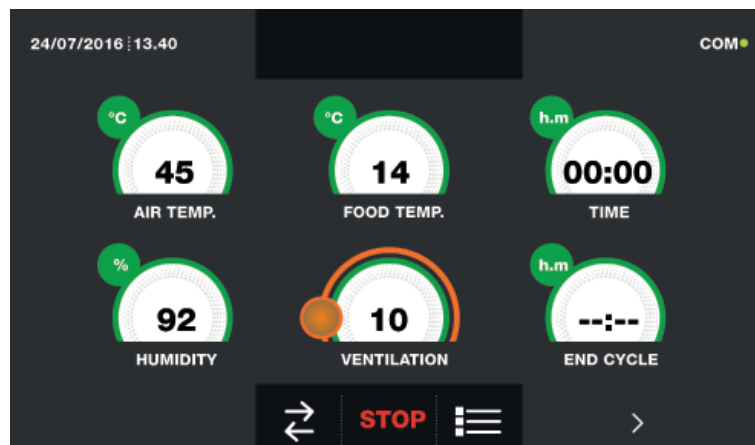 24/07/2016 13.40
COM
°C
°C
h.m
45
14
00:00
AIR TEMP.
FOOD TEMP.
TIME
%
h.m
92
10
--:--
HUMIDITY
VENTILATION
END CYCLE
STOP